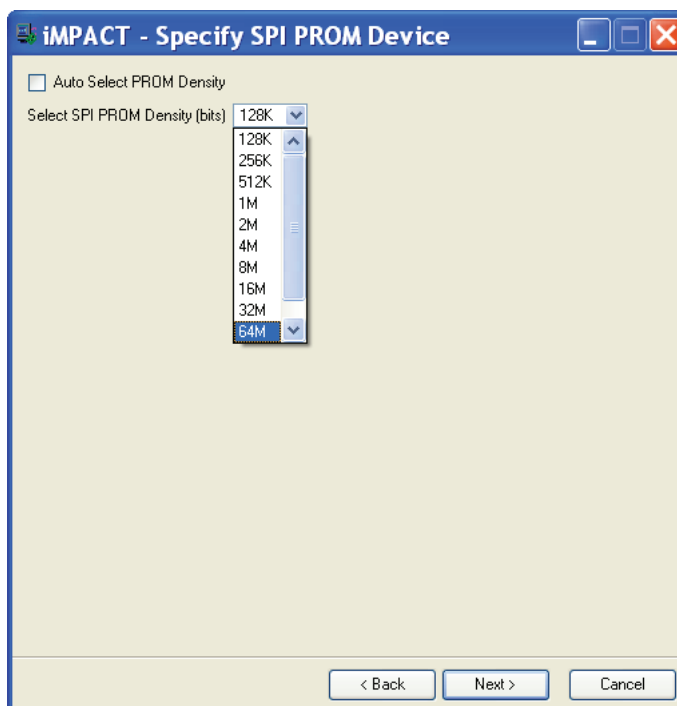 iMPACT - Specify SPI PROM Device
Auto Select PROM Density
Select SPI PROM Density (bits) 128K
128K
256K
512K
1M
2M
4M
8M
16M
32M
64M
< Back Next > Cancel